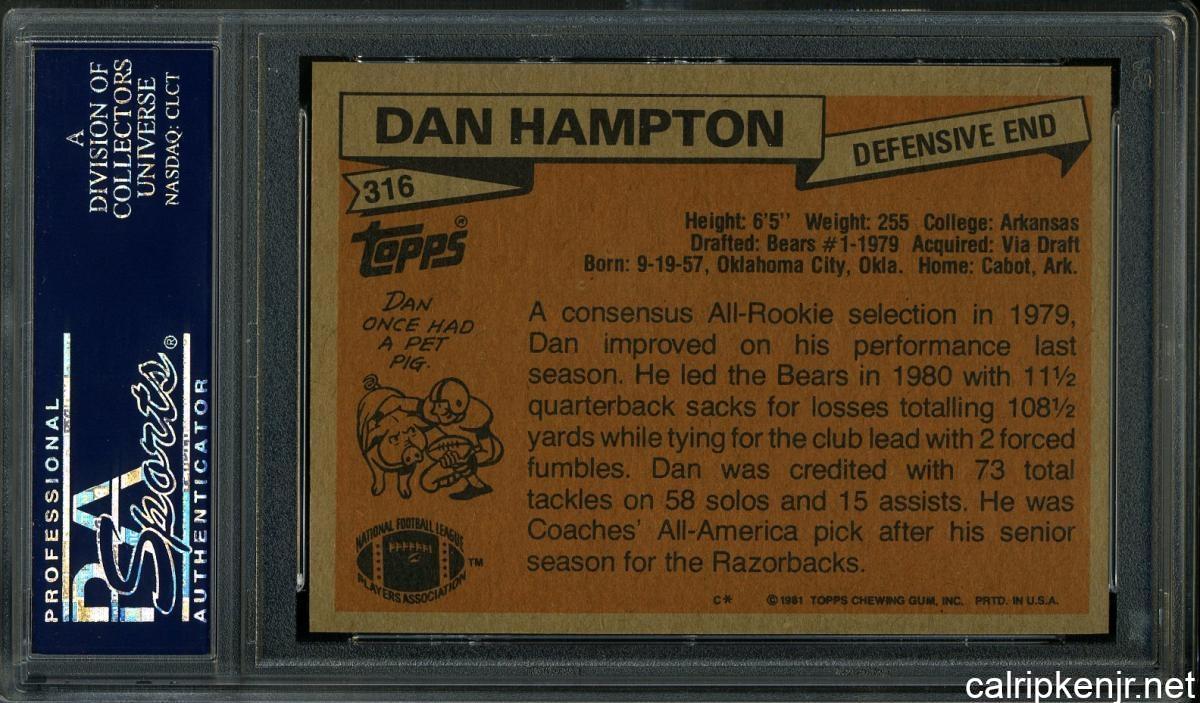 A
DIVISION OF
COLLECTORS
UNIVERSE
NASDAQ: CLCT
PROFESSIONAL
PSA
Sports®
AUTHENTICATOR
DAN HAMPTON
DEFENSIVE END
316
Topps®
Height: 6'5" Weight: 255 College: Arkansas
Drafted: Bears #1-1979 Acquired: Via Draft
Born: 9-19-57, Oklahoma City, Okla. Home: Cabot, Ark.
DAN
ONCE HAD
A PET
PIG.
A consensus All-Rookie selection in 1979,
Dan improved on his performance last
season. He led the Bears in 1980 with 11½
quarterback sacks for losses totalling 108½
yards while tying for the club lead with 2 forced
fumbles. Dan was credited with 73 total
tackles on 58 solos and 15 assists. He was
Coaches' All-America pick after his senior
season for the Razorbacks.
NATIONAL FOOTBALL LEAGUE
PLAYERS ASSOCIATION
TM
C* ©1981 TOPPS CHEWING GUM, INC. PRTD. IN U.S.A.
calripkenjr.net